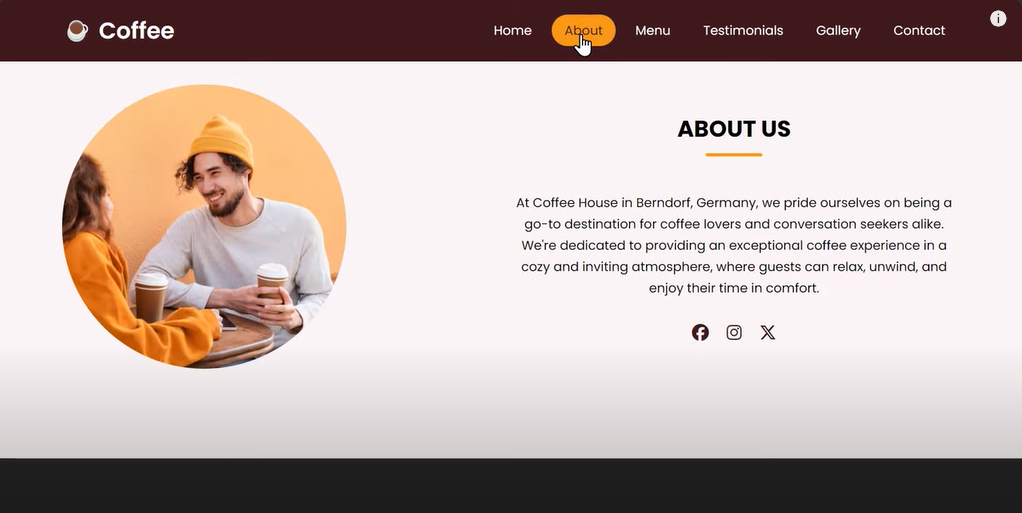 Coffee
Home About Menu Testimonials Gallery Contact
ABOUT US
At Coffee House in Berndorf, Germany, we pride ourselves on being a
go-to destination for coffee lovers and conversation seekers alike.
We're dedicated to providing an exceptional coffee experience in a
cozy and inviting atmosphere, where guests can relax, unwind, and
enjoy their time in comfort.